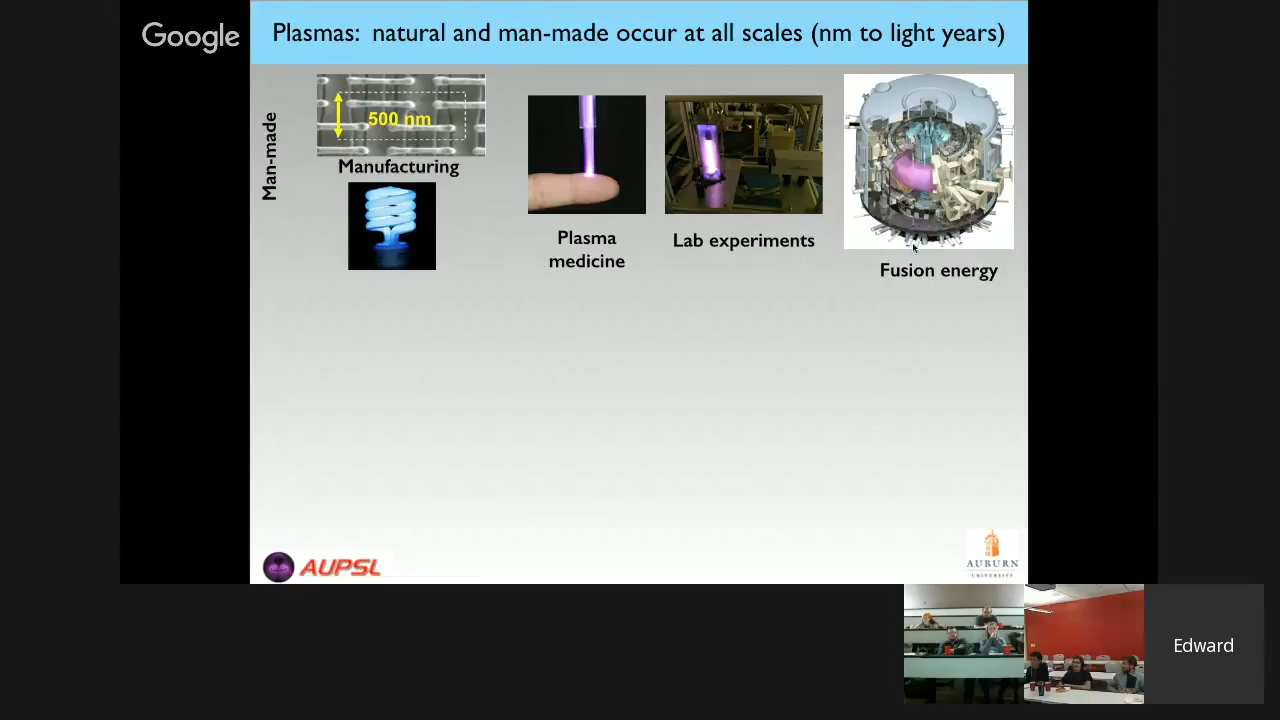 Google
Plasmas: natural and man-made occur at all scales (nm to light years)
Man-made
500 nm
Manufacturing
Plasma
medicine
Lab experiments
Fusion energy
AUPSL
AUBURN
UNIVERSITY
Edward